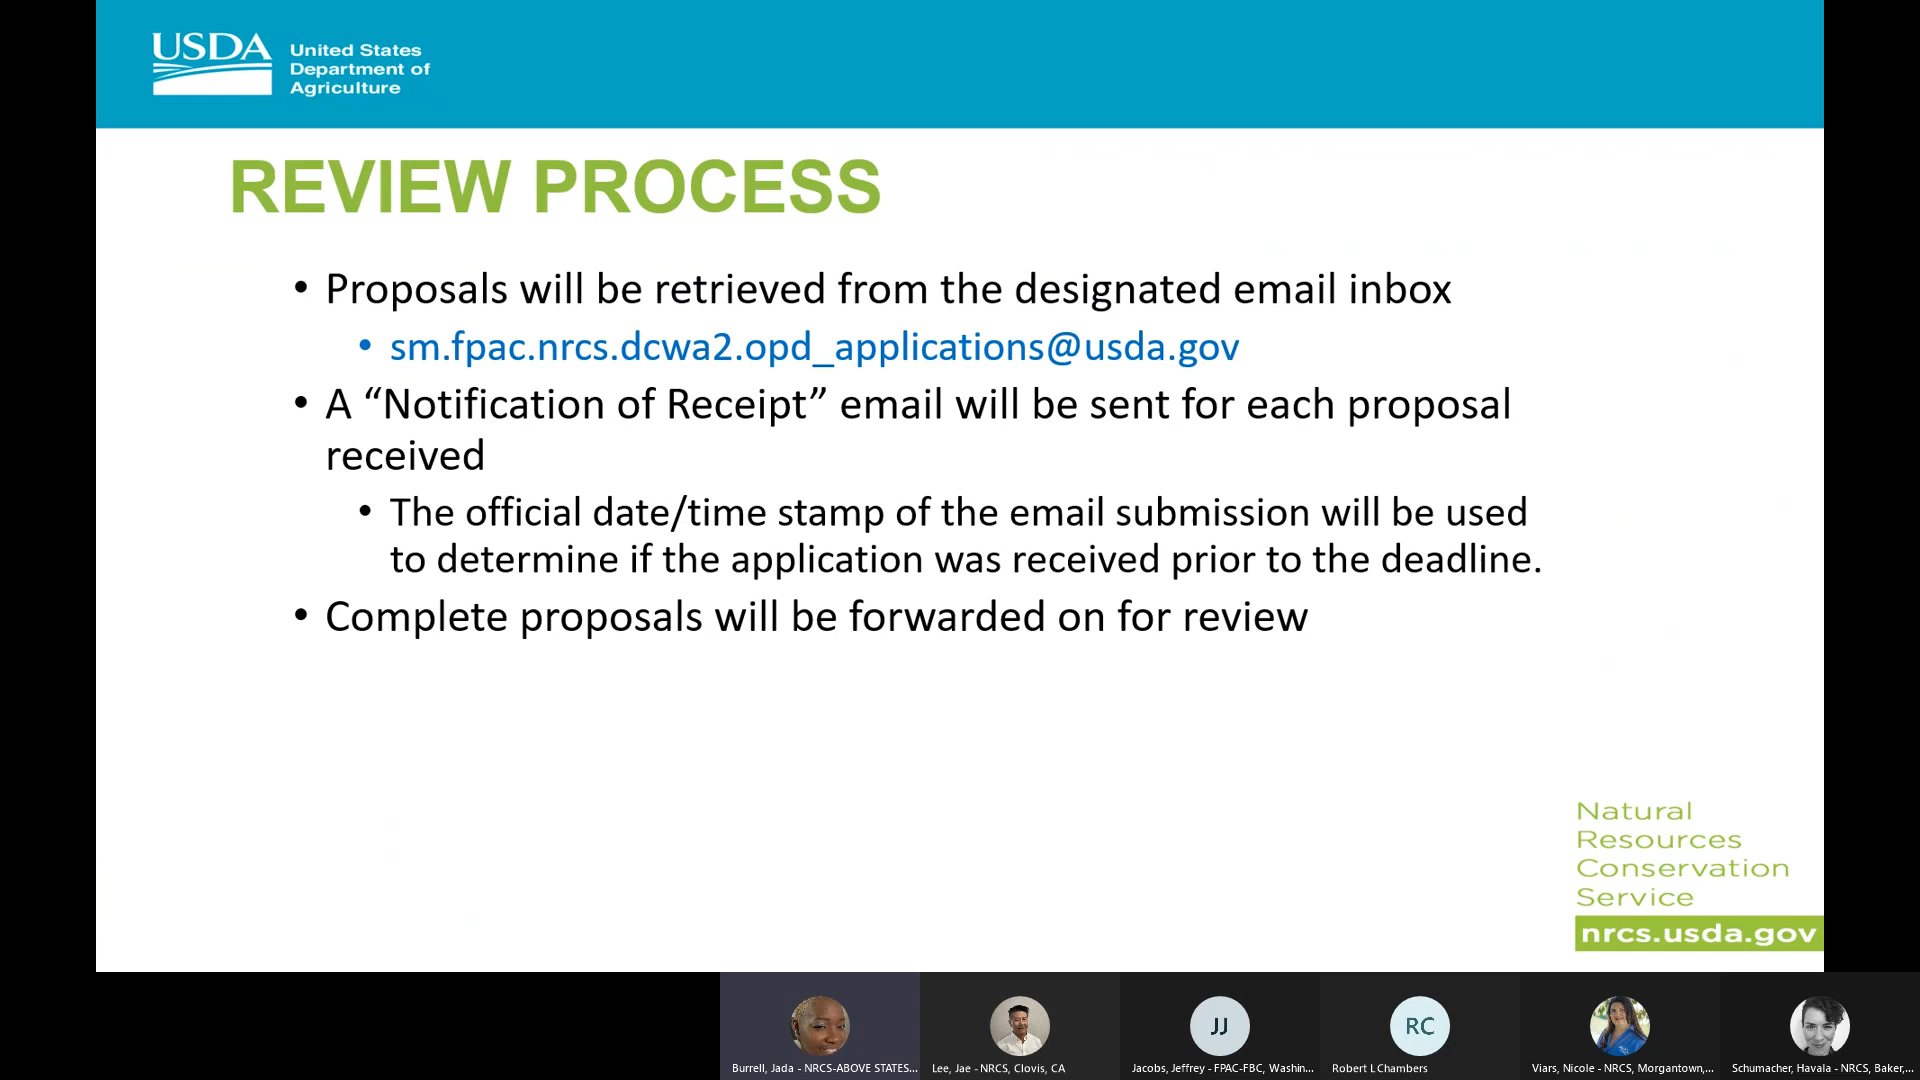 USDA
United States
Department of
Agriculture
REVIEW PROCESS
• Proposals will be retrieved from the designated email inbox
• sm.fpac.nrcs.dcwa2.opd_applications@usda.gov
• A “Notification of Receipt” email will be sent for each proposal
received
• The official date/time stamp of the email submission will be used
to determine if the application was received prior to the deadline.
• Complete proposals will be forwarded on for review
Natural
Resources
Conservation
Service
nrcs.usda.gov
JJ
RC
Burrell, Jada - NRCS-ABOVE STATES...
Lee, Jae - NRCS, Clovis, CA
Jacobs, Jeffrey - FPAC-FBC, Washin...
Robert L Chambers
Viars, Nicole - NRCS, Morgantown,...
Schumacher, Havala - NRCS, Baker,...